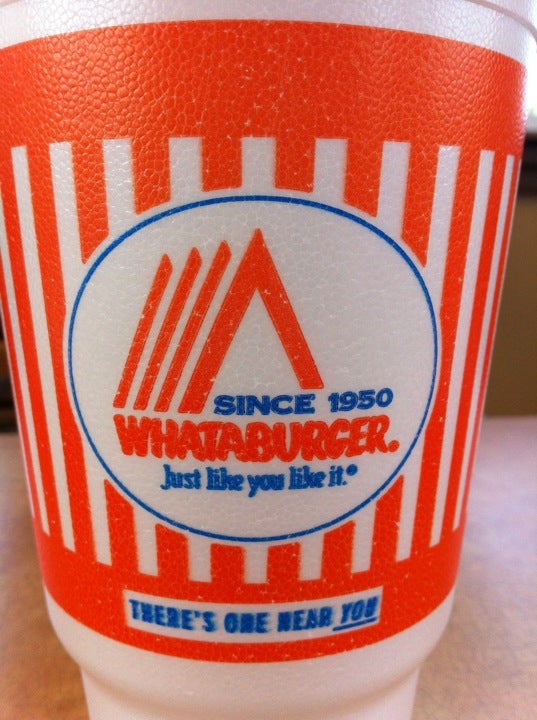 SINCE 1950
WHATABURGER.
Just like you like it.®
THERE'S ONE NEAR YOU